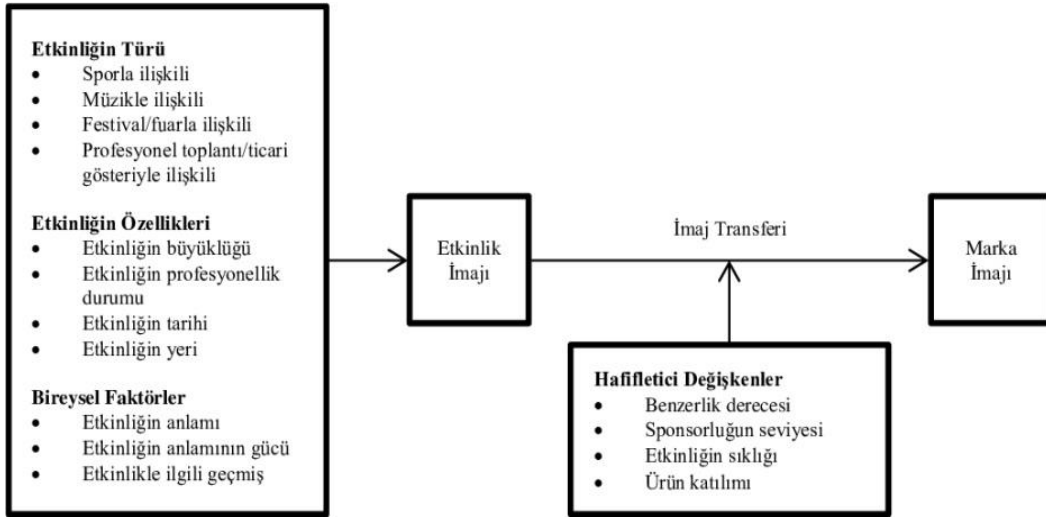 Etkinliğin Türü
• Sporla ilişkili
• Müzikle ilişkili
• Festival/fuarla ilişkili
• Profesyonel toplantı/ticari
gösteriyle ilişkili
Etkinliğin Özellikleri
• Etkinliğin büyüklüğü
• Etkinliğin profesyonellik
durumu
• Etkinliğin tarihi
• Etkinliğin yeri
Bireysel Faktörler
• Etkinliğin anlamı
• Etkinliğin anlamının gücü
• Etkinlikle ilgili geçmiş
Etkinlik
İmajı
İmaj Transferi
Marka
İmajı
Hafifletici Değişkenler
• Benzerlik derecesi
• Sponsorluğun seviyesi
• Etkinliğin sıklığı
• Ürün katılımı